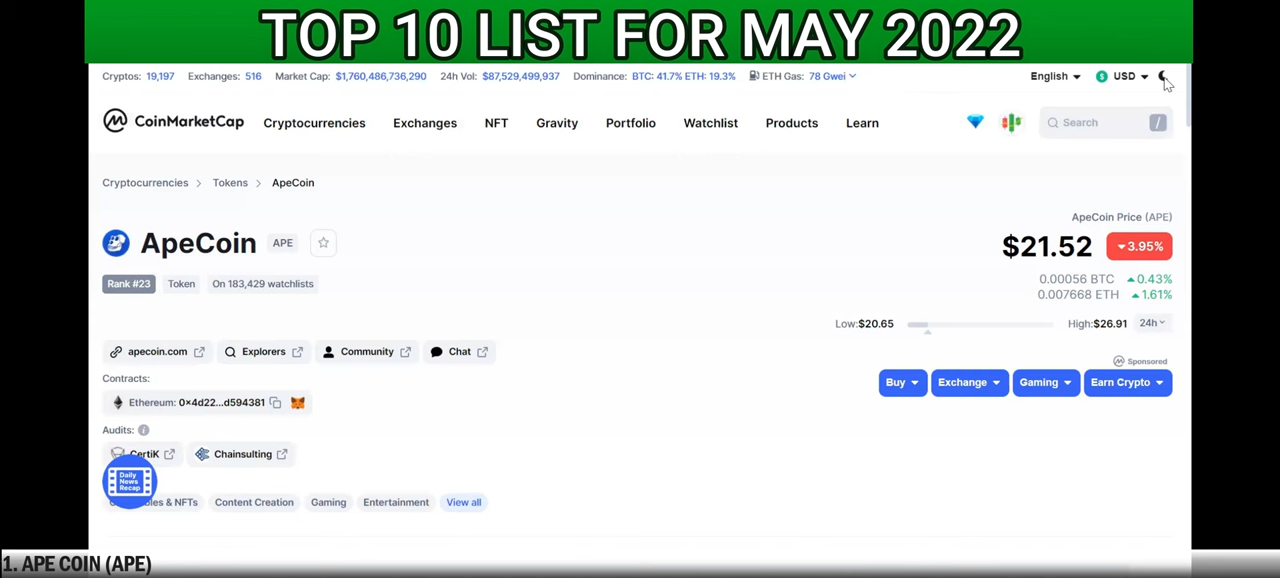 TOP 10 LIST FOR MAY 2022
Cryptos: 19,197 Exchanges: 516 Market Cap: $1,760,486,736,290 24h Vol: $87,529,499,937 Dominance: BTC: 41.7% ETH: 19.3% ETH Gas: 78 Gwei English USD
CoinMarketCap Cryptocurrencies Exchanges NFT Gravity Portfolio Watchlist Products Learn Search /
Cryptocurrencies > Tokens > ApeCoin
ApeCoin Price (APE)
ApeCoin APE $21.52 3.95%
0.00056 BTC 0.43%
Rank #23 Token On 183,429 watchlists
0.007668 ETH 1.61%
Low:$20.65 High:$26.91 24h
apecoin.com Explorers Community Chat
Sponsored
Contracts:
Buy Exchange Gaming Earn Crypto
Ethereum: 0x4d22...d594381
Audits:
CertiK Chainsulting
Daily
News
Recap
& NFTs Content Creation Gaming Entertainment View all
1. APE COIN (APE)